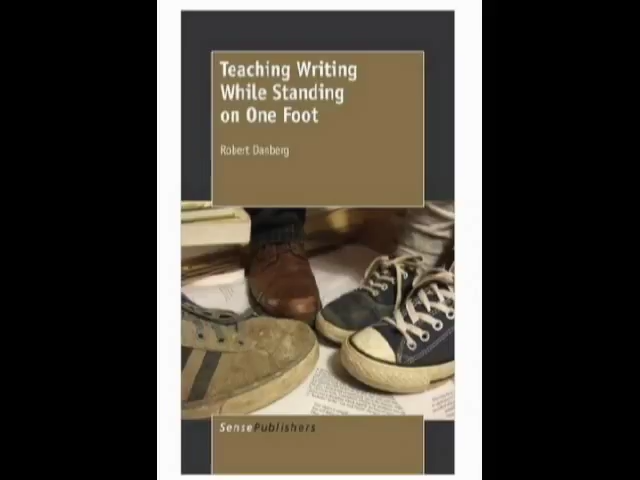 Teaching Writing
While Standing
on One Foot
Robert Danberg
SensePublishers